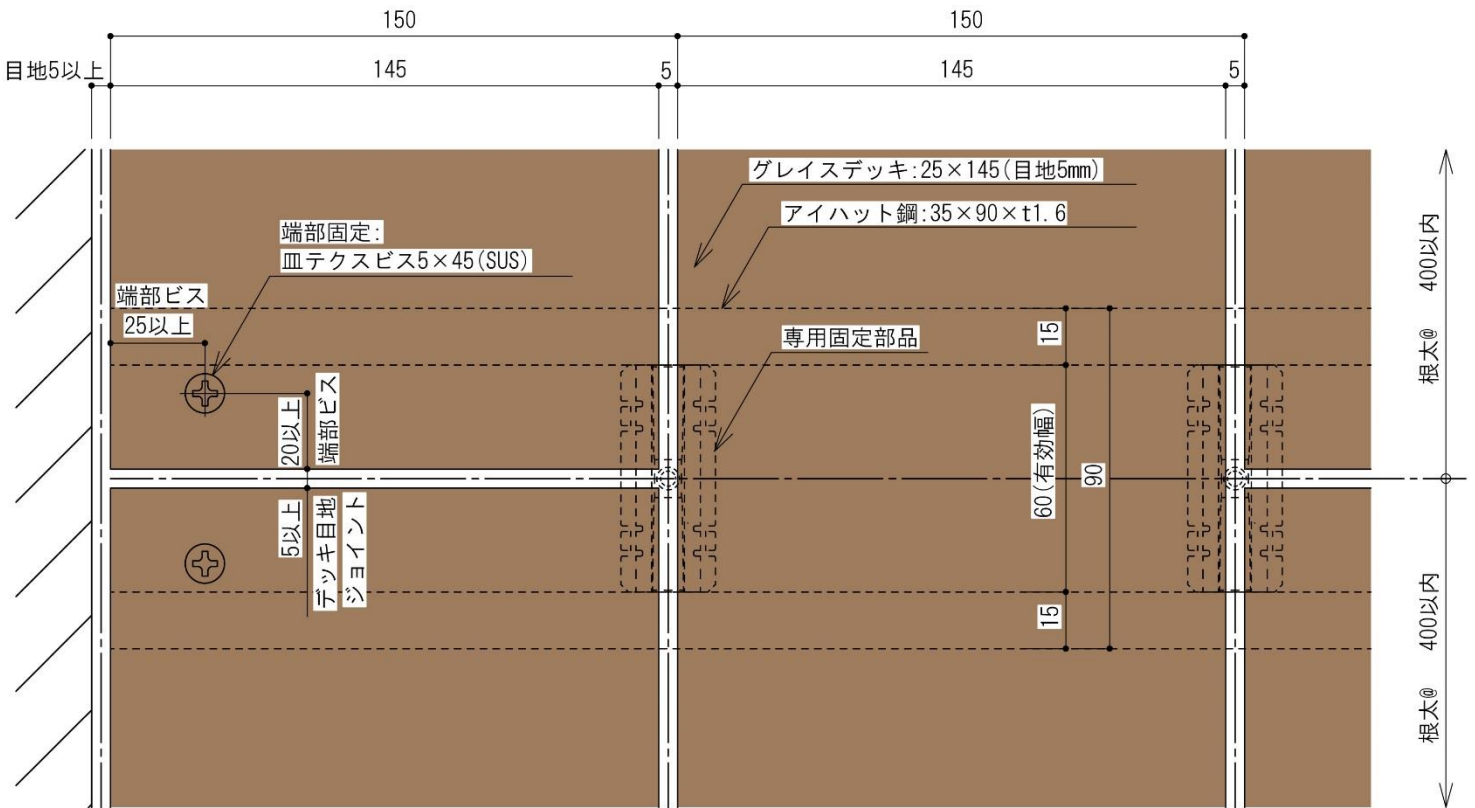 150
150
目地5以上
145
5
145
5
グレイスデッキ:25×145(目地5mm)
アイハット鋼:35×90×t1.6
端部固定:
皿テクスビス5×45(SUS)
端部ビス
25以上
専用固定部品
15
400以内
根太@
20以上
端部ビス
60(有効幅)
90
5以上
デッキ目地
ジョイント
15
400以内
根太@